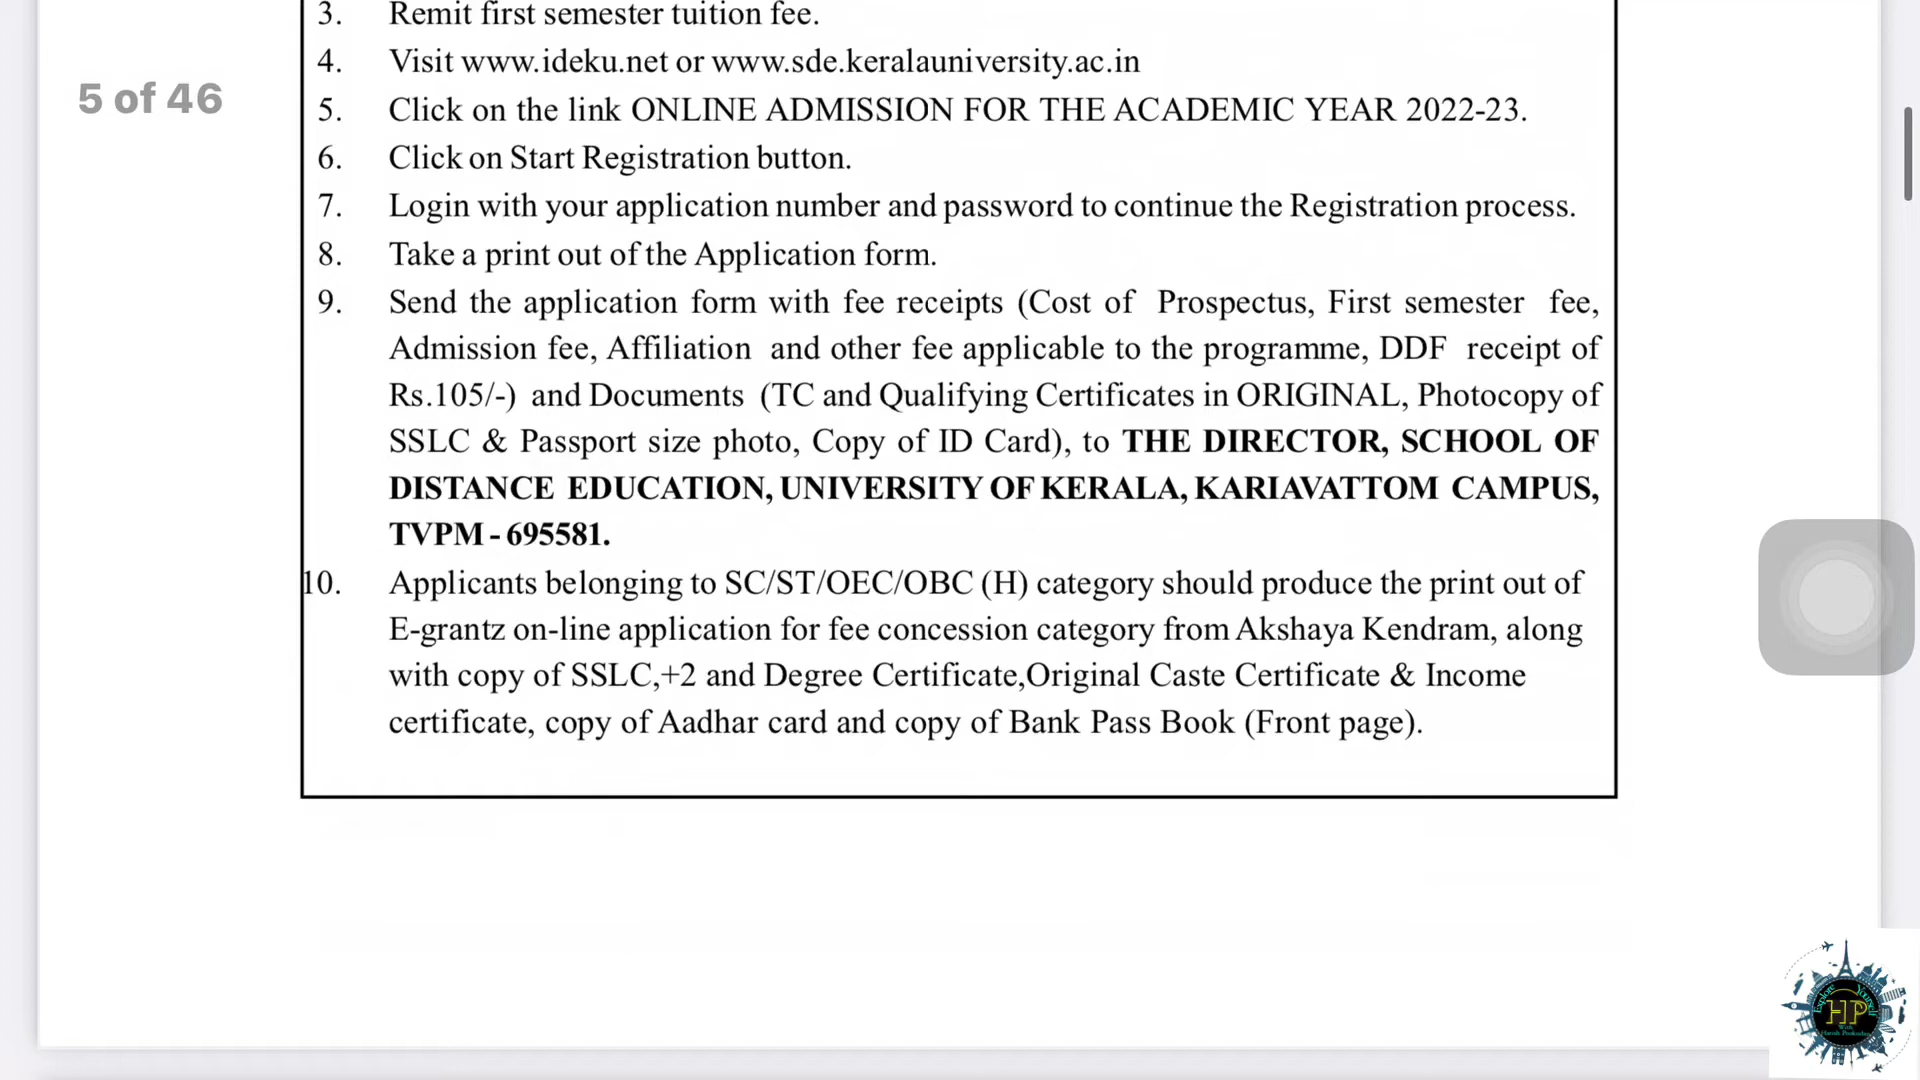 3. Remit first semester tuition fee.
4. Visit www.ideku.net or www.sde.keralauniversity.ac.in
5 of 46
5. Click on the link ONLINE ADMISSION FOR THE ACADEMIC YEAR 2022-23.
6. Click on Start Registration button.
7. Login with your application number and password to continue the Registration process.
8. Take a print out of the Application form.
9. Send the application form with fee receipts (Cost of Prospectus, First semester fee,
Admission fee, Affiliation and other fee applicable to the programme, DDF receipt of
Rs.105/-) and Documents (TC and Qualifying Certificates in ORIGINAL, Photocopy of
SSLC & Passport size photo, Copy of ID Card), to THE DIRECTOR, SCHOOL OF
DISTANCE EDUCATION, UNIVERSITY OF KERALA, KARIAVATTOM CAMPUS,
TVPM - 695581.
10. Applicants belonging to SC/ST/OEC/OBC (H) category should produce the print out of
E-grantz on-line application for fee concession category from Akshaya Kendram, along
with copy of SSLC,+2 and Degree Certificate,Original Caste Certificate & Income
certificate, copy of Aadhar card and copy of Bank Pass Book (Front page).
Explore Yourself
HP
With